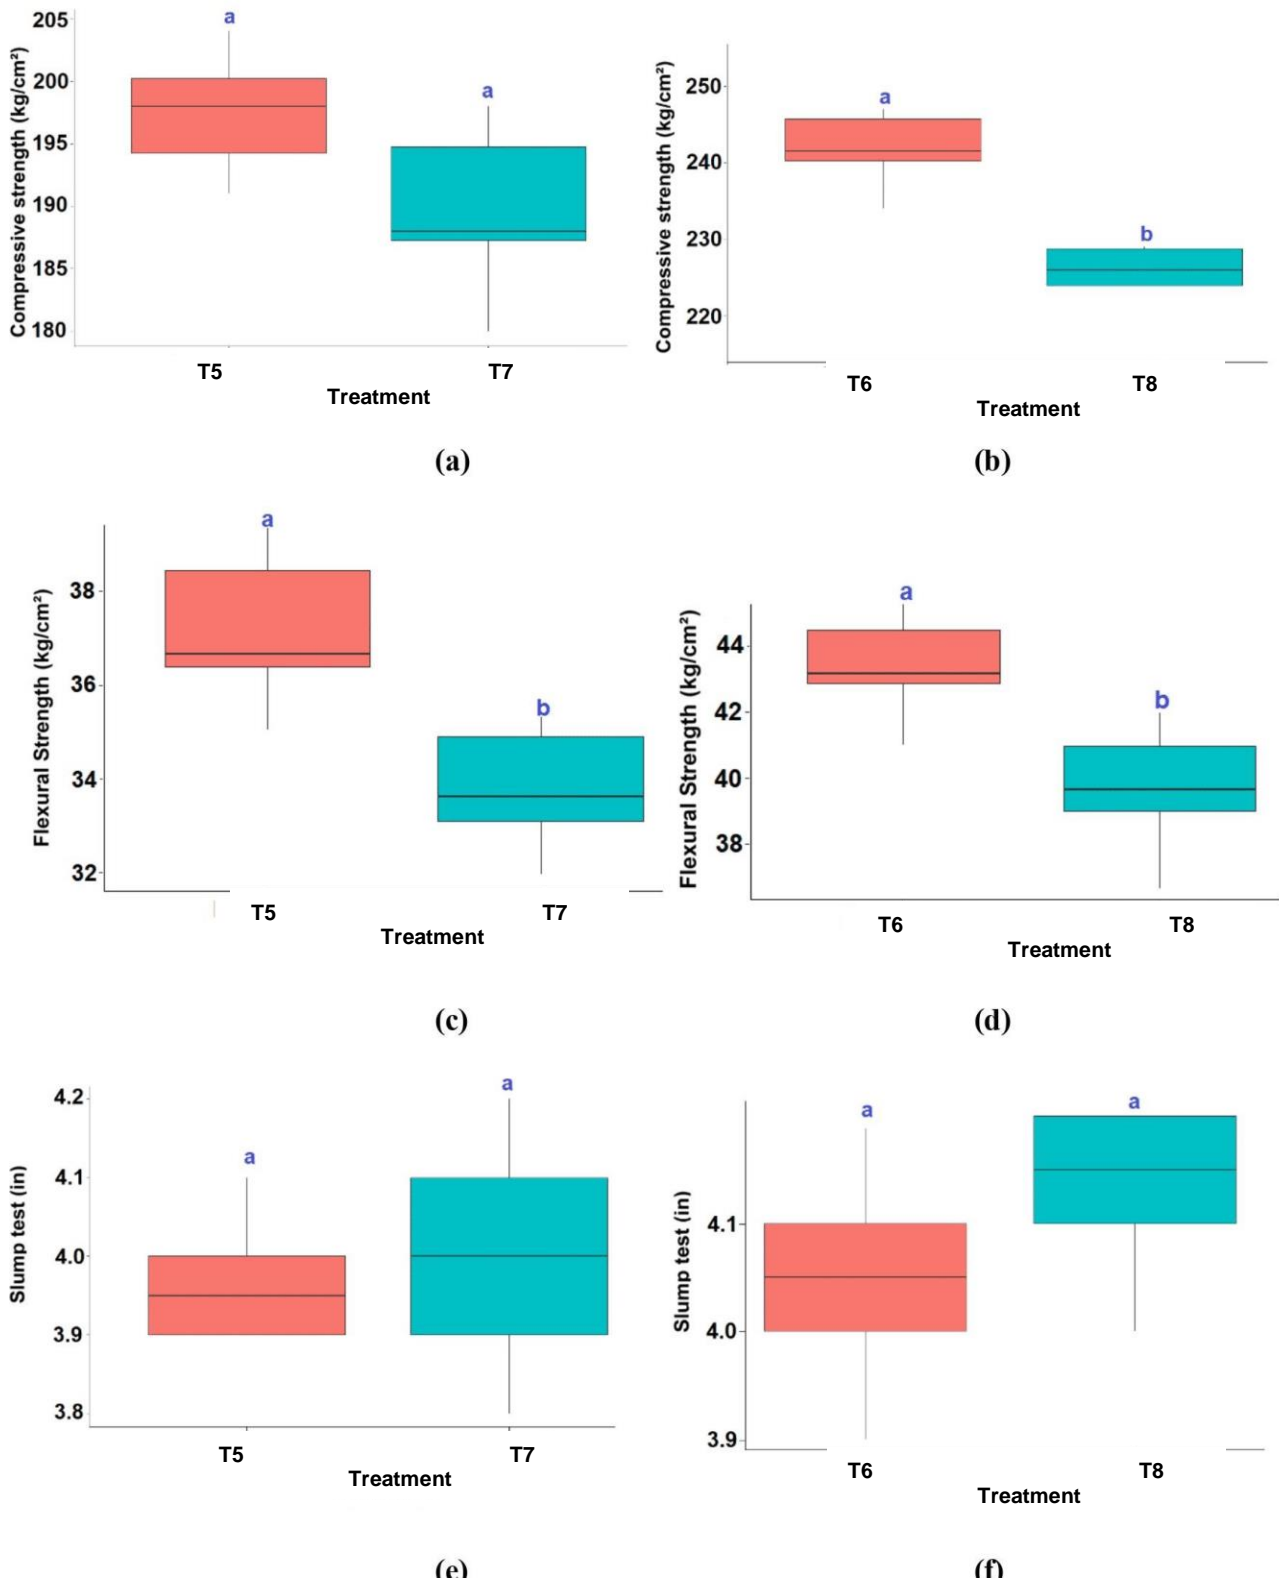 a
205
200
195
190
185
180
a
Compressive strength (kg/cm²)
T5
T7
Treatment
(a)
250
240
230
220
a
b
Compressive strength (kg/cm²)
T6
T8
Treatment
(b)
a
38
36
34
32
b
Flexural Strength (kg/cm²)
T5
T7
Treatment
(c)
a
44
42
40
38
b
Flexural Strength (kg/cm²)
T6
T8
Treatment
(d)
4.2
4.1
4.0
3.9
3.8
a
a
Slump test (in)
T5
T7
Treatment
(e)
a
a
4.1
4.0
3.9
Slump test (in)
T6
T8
Treatment
(f)